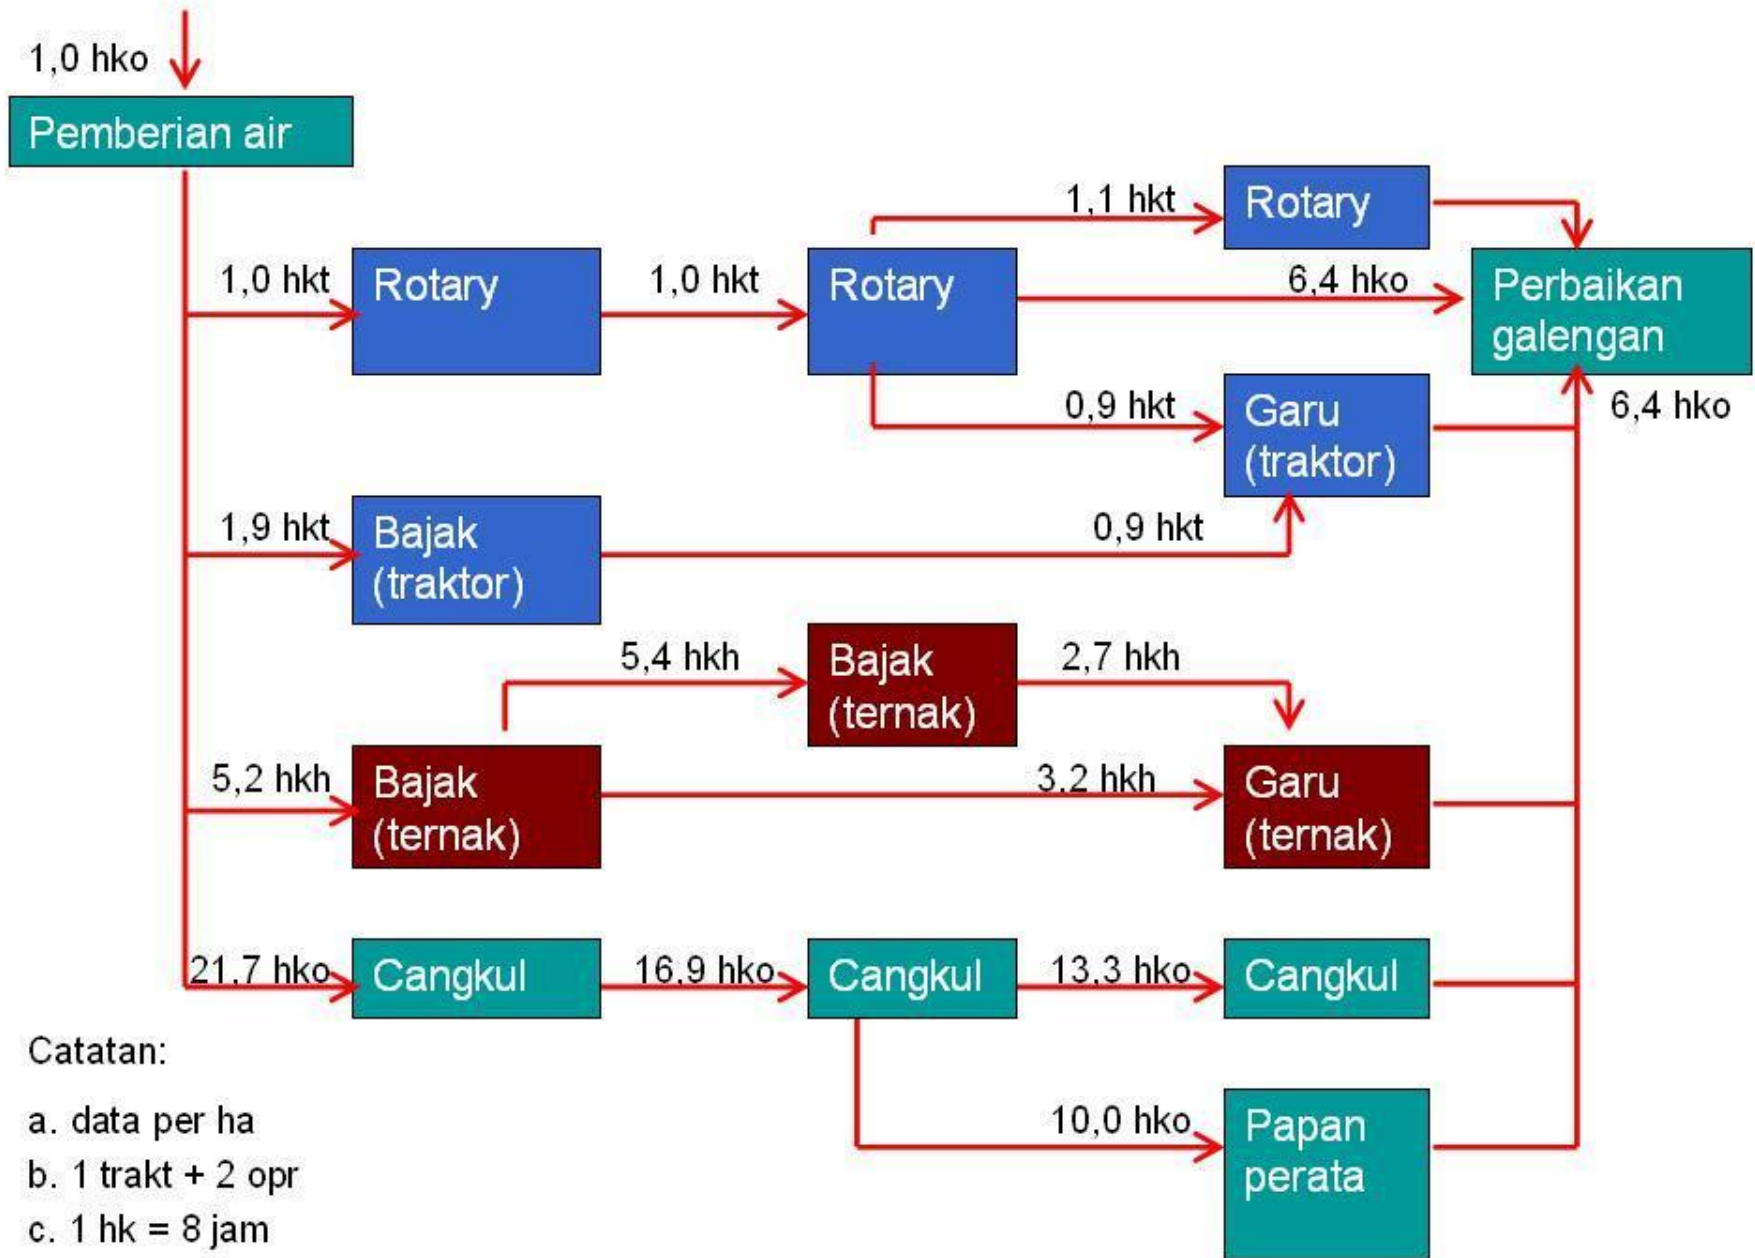 1,0 hko
Pemberian air
1,1 hkt
Rotary
1,0 hkt
Rotary
1,0 hkt
Rotary
6,4 hko
Perbaikan
galengan
0,9 hkt
Garu
(traktor)
6,4 hko
1,9 hkt
Bajak
(traktor)
0,9 hkt
5,4 hkh
Bajak
(ternak)
2,7 hkh
5,2 hkh
Bajak
(ternak)
3,2 hkh
Garu
(ternak)
21,7 hko
Cangkul
16,9 hko
Cangkul
13,3 hko
Cangkul
Catatan:
a. data per ha
b. 1 trakt + 2 opr
c. 1 hk = 8 jam
10,0 hko
Papan
perata